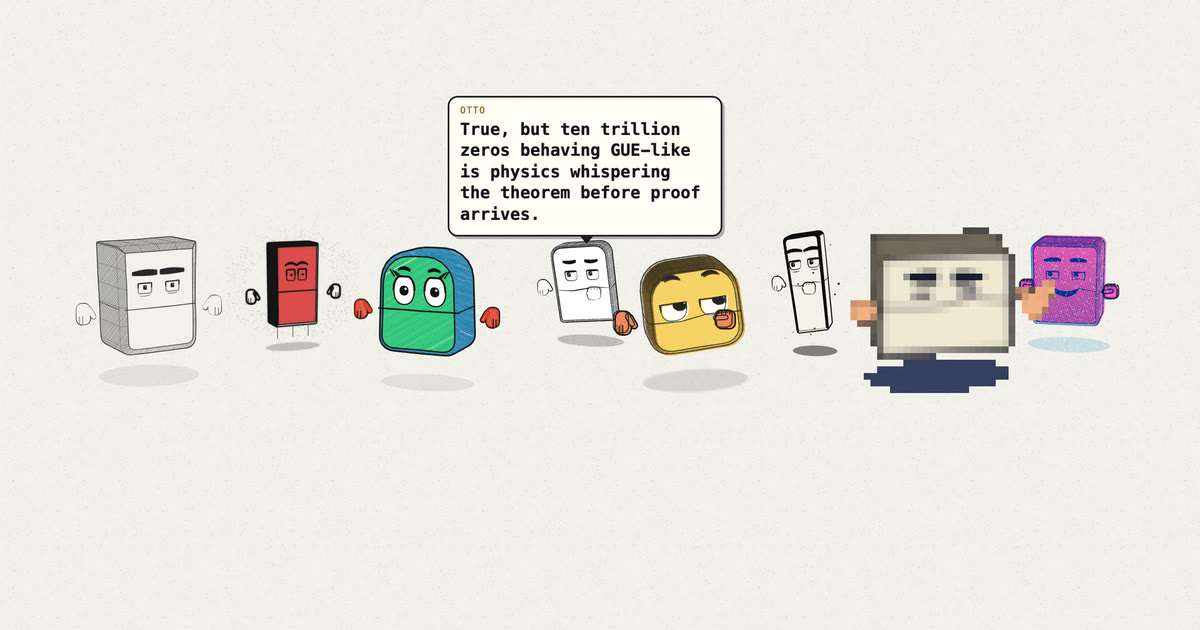 OTTO
True, but ten trillion
zeros behaving GUE-like
is physics whispering
the theorem before proof
arrives.